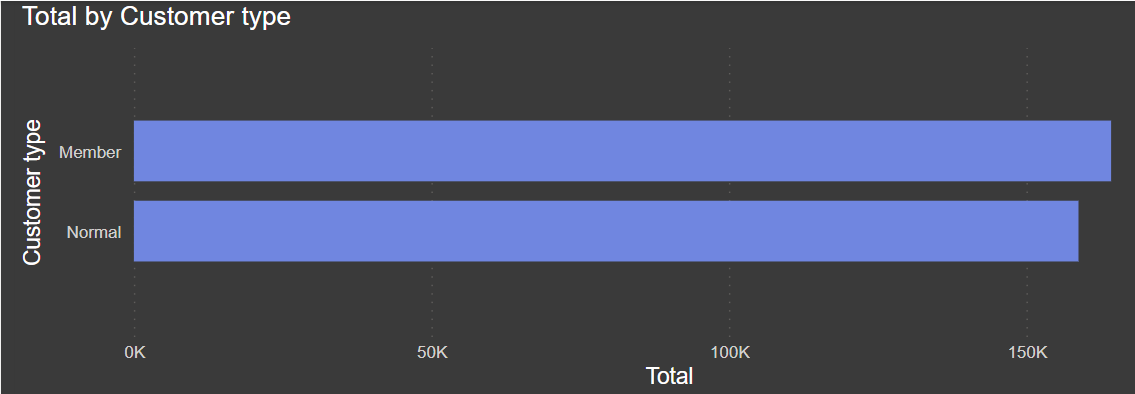 Total by Customer type
Customer type
Member
Normal
0K
50K
100K
150K
Total